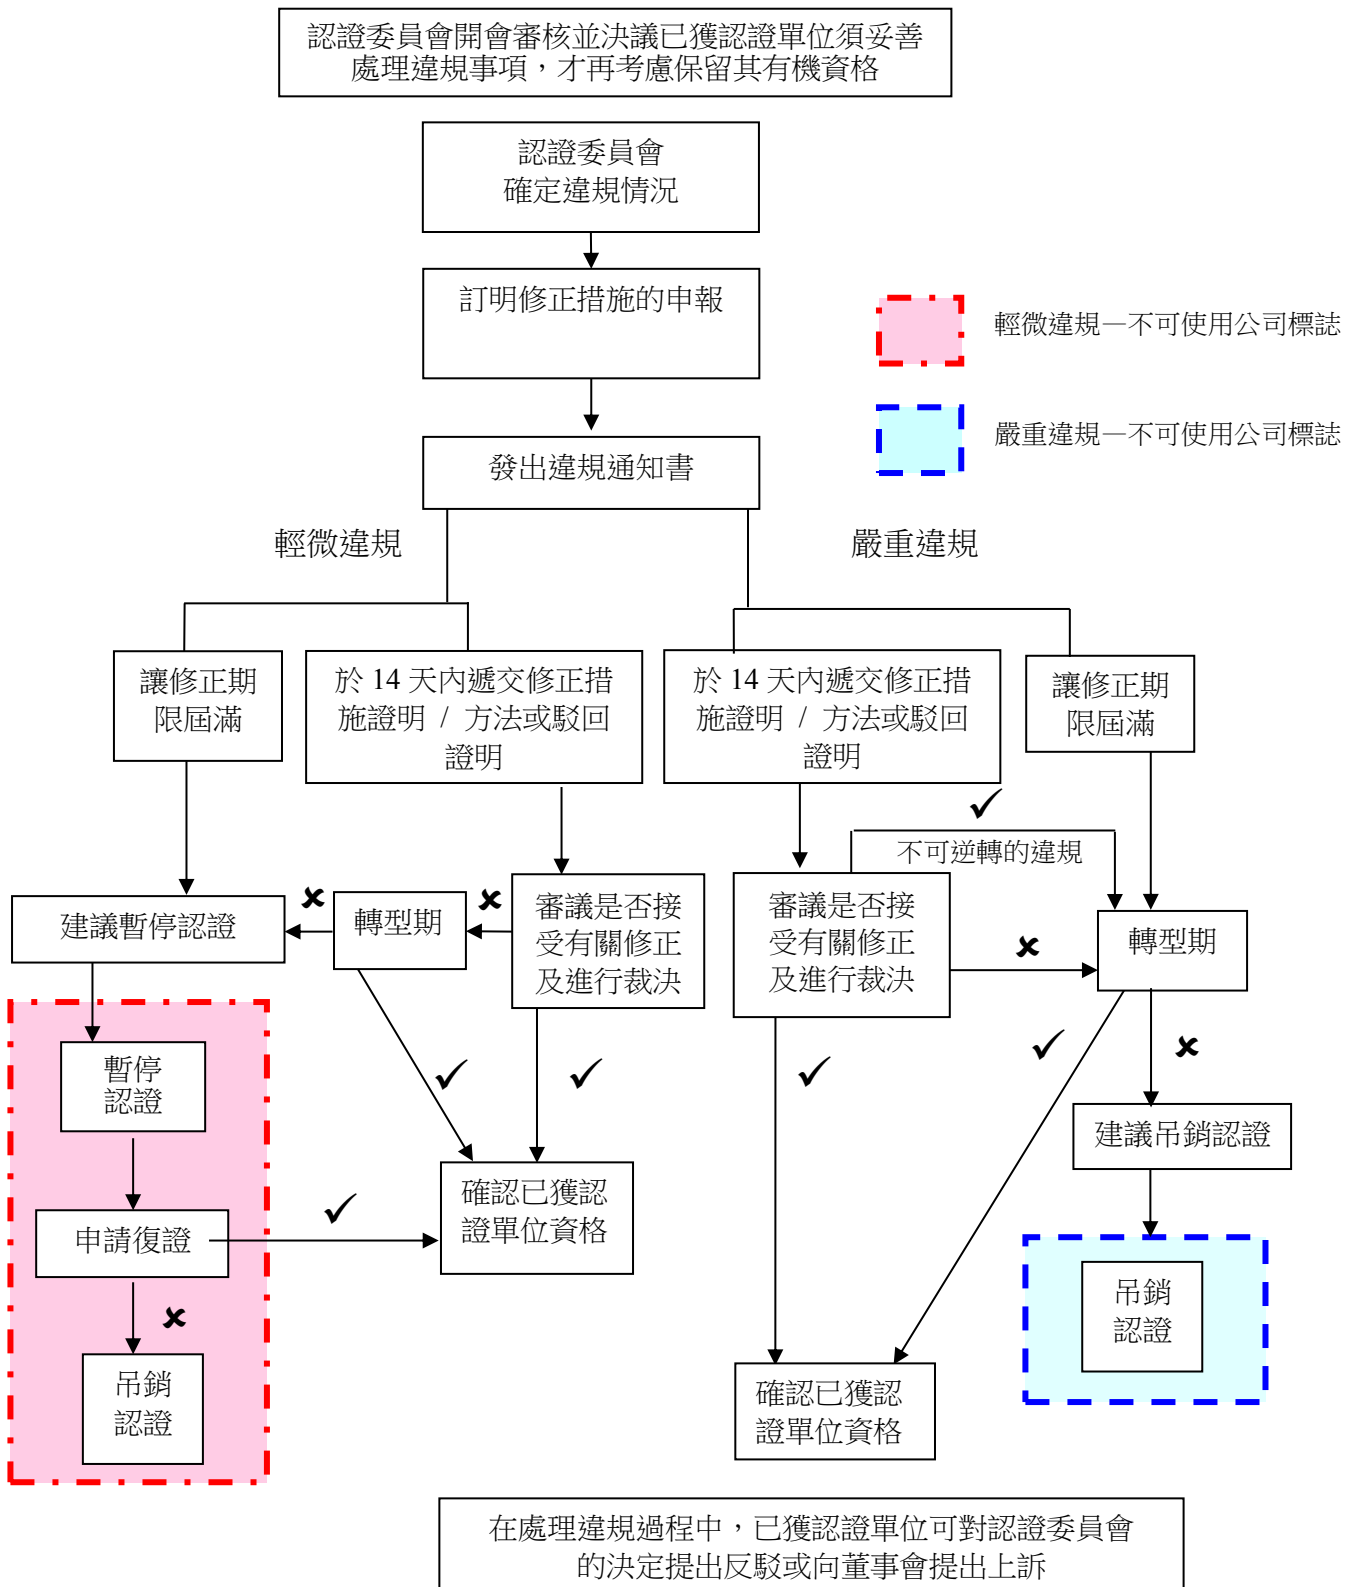 認證委員會開會審核並決議已獲認證單位須妥善
處理違規事項，才再考慮保留其有機資格
認證委員會
確定違規情況
訂明修正措施的申報
輕微違規－不可使用公司標誌
嚴重違規－不可使用公司標誌
發出違規通知書
輕微違規
嚴重違規
讓修正期
限屆滿
於 14 天內遞交修正措
施證明 / 方法或駁回
證明
於 14 天內遞交修正措
施證明 / 方法或駁回
證明
讓修正期
限屆滿
不可逆轉的違規
建議暫停認證
轉型期
審議是否接
受有關修正
及進行裁決
審議是否接
受有關修正
及進行裁決
轉型期
暫停
認證
建議吊銷認證
申請復證
確認已獲認
證單位資格
吊銷
認證
吊銷
認證
確認已獲認
證單位資格
在處理違規過程中，已獲認證單位可對認證委員會
的決定提出反駁或向董事會提出上訴